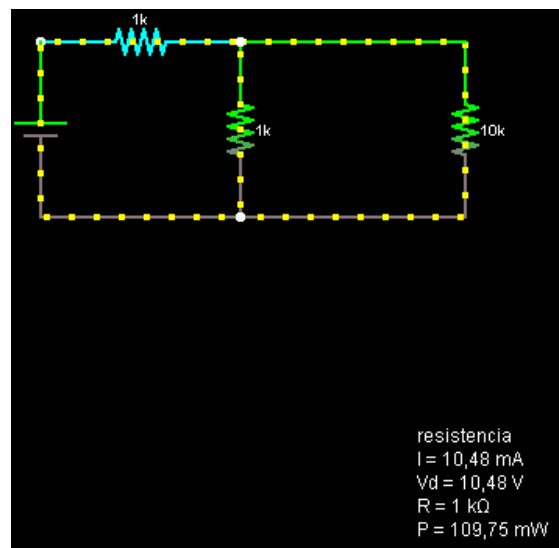 1k
1k
10k
resistencia
I = 10,48 mA
Vd = 10,48 V
R = 1 kΩ
P = 109,75 mW